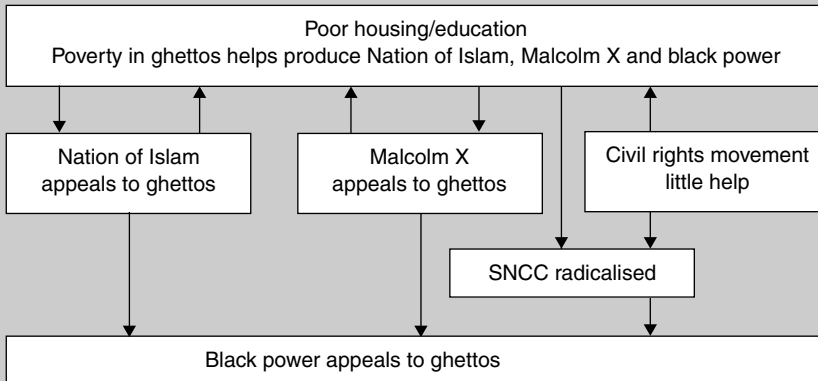 Poor housing/education
Poverty in ghettos helps produce Nation of Islam, Malcolm X and black power
Nation of Islam
appeals to ghettos
Malcolm X
appeals to ghettos
Civil rights movement
little help
SNCC radicalised
Black power appeals to ghettos